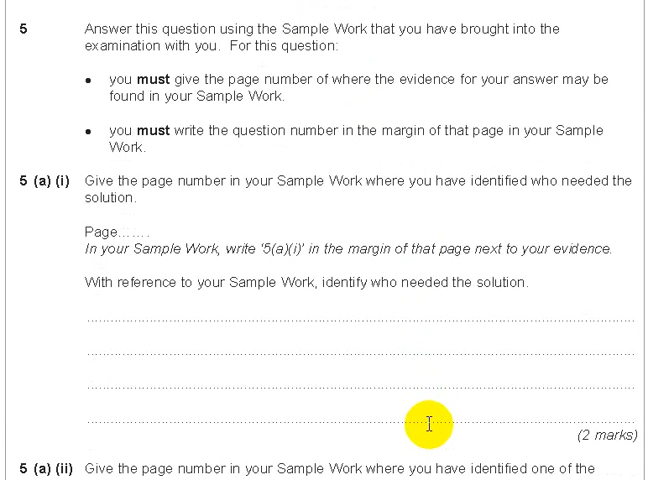 5 Answer this question using the Sample Work that you have brought into the
examination with you. For this question:
• you must give the page number of where the evidence for your answer may be
found in your Sample Work.
• you must write the question number in the margin of that page in your Sample
Work.
5 (a) (i) Give the page number in your Sample Work where you have identified who needed the
solution.
Page.......
In your Sample Work, write '5(a)(i)' in the margin of that page next to your evidence.
With reference to your Sample Work, identify who needed the solution.
(2 marks)
5 (a) (ii) Give the page number in your Sample Work where you have identified one of the